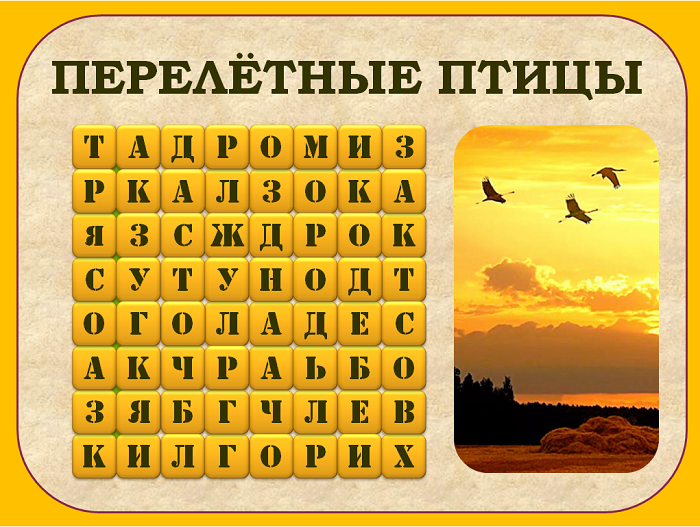 ПЕРЕЛЁТНЫЕ ПТИЦЫ
Т А Д Р О М И З
Р К А Л З О К А
Я З С Ж Д Р О К
С У Т У Н О Д Т
О Г О Л А Д Е С
А К Ч Р А Ь Б О
З Я Б Г Ч Л Е В
К И Л Г О Р И Х